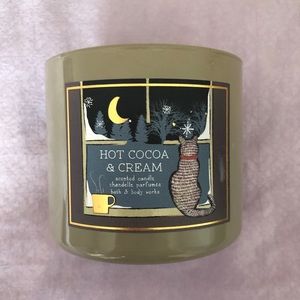 HOT COCOA
& CREAM
scented candle
chandelle parfumée
bath & body works